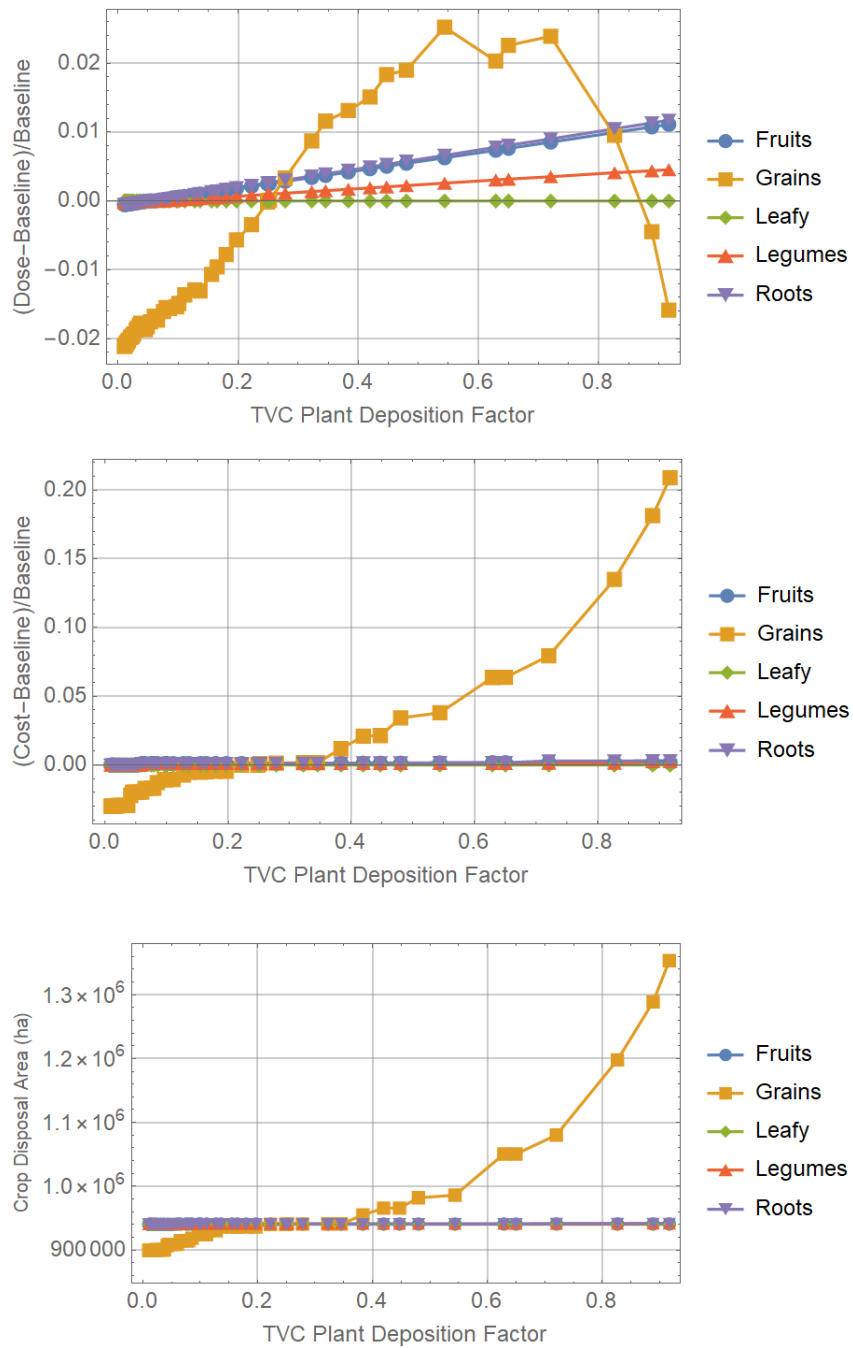 (Dose-Baseline)/Baseline
0.02
0.01
0.00
-0.01
-0.02
0.0 0.2 0.4 0.6 0.8
TVC Plant Deposition Factor
Fruits
Grains
Leafy
Legumes
Roots
(Cost-Baseline)/Baseline
0.20
0.15
0.10
0.05
0.00
0.0 0.2 0.4 0.6 0.8
TVC Plant Deposition Factor
Fruits
Grains
Leafy
Legumes
Roots
Crop Disposal Area (ha)
1.3 × 10⁶
1.2 × 10⁶
1.1 × 10⁶
1.0 × 10⁶
900 000
0.0 0.2 0.4 0.6 0.8
TVC Plant Deposition Factor
Fruits
Grains
Leafy
Legumes
Roots